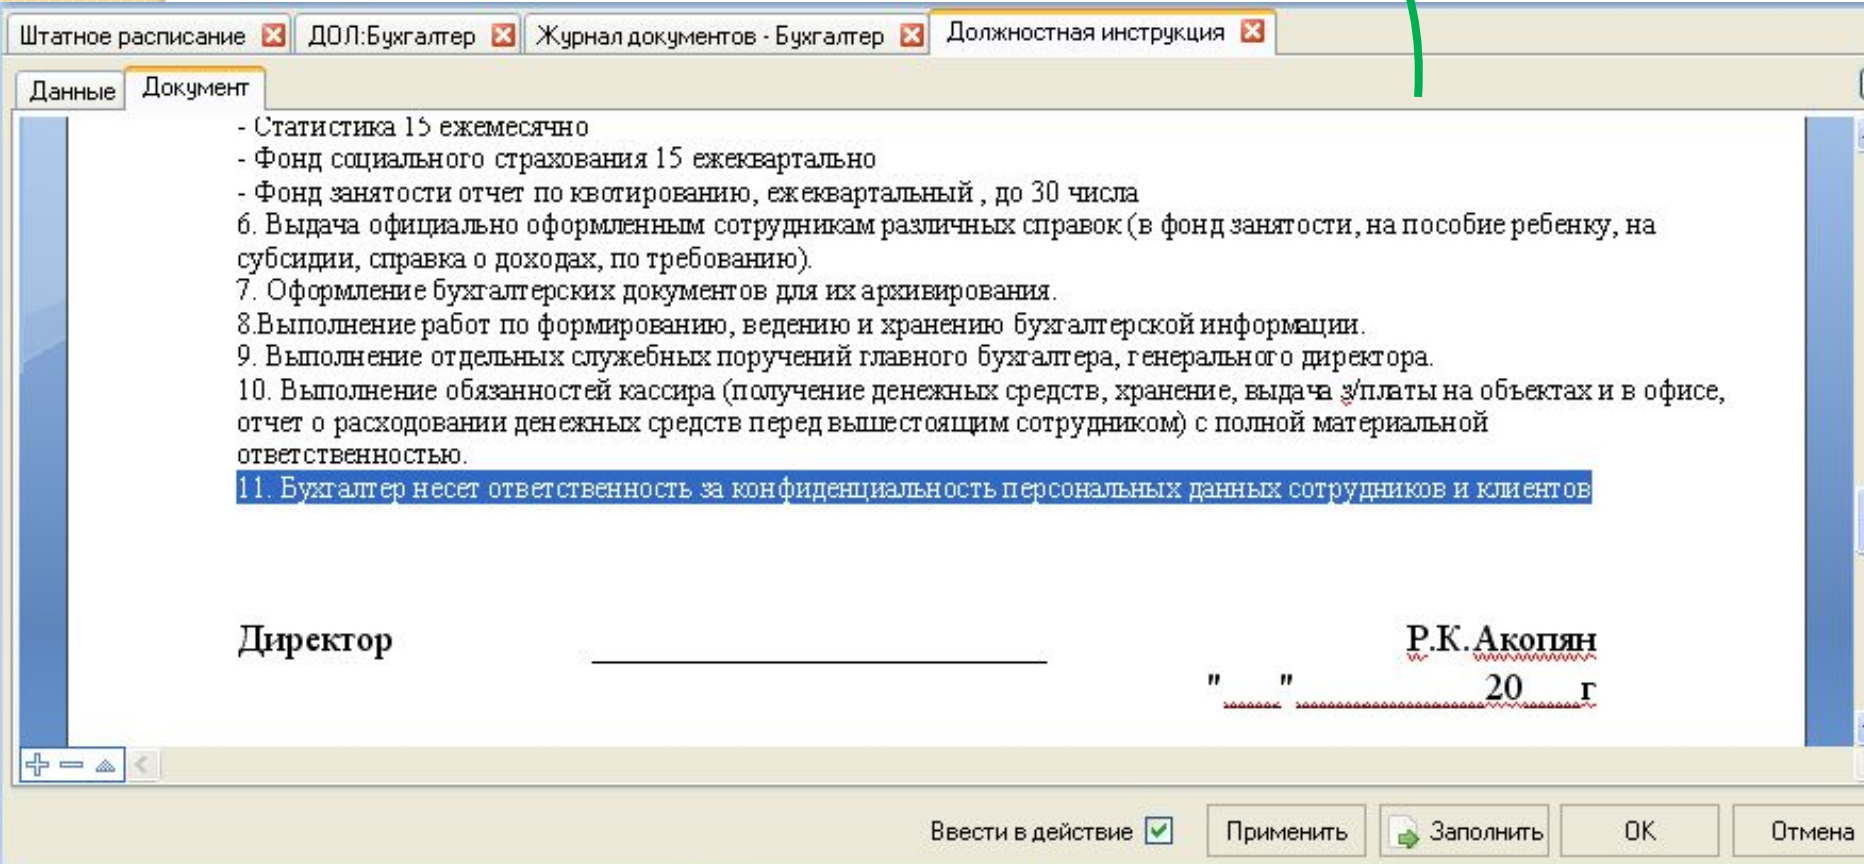 Штатное расписание ДОЛ:Бухгалтер Журнал документов - Бухгалтер Должностная инструкция
Данные Документ
- Статистика 15 ежемесячно
- Фонд социального страхования 15 ежеквартально
- Фонд занятости отчет по квотированию, ежеквартальный , до 30 числа
6. Выдача официально оформленным сотрудникам различных справок (в фонд занятости, на пособие ребенку, на
субсидии, справка о доходах, по требованию).
7. Оформление бухгалтерских документов для их архивирования.
8.Выполнение работ по формированию, ведению и хранению бухгалтерской информации.
9. Выполнение отдельных служебных поручений главного бухгалтера, генерального директора.
10. Выполнение обязанностей кассира (получение денежных средств, хранение, выдача з/платы на объектах и в офисе,
отчет о расходовании денежных средств перед вышестоящим сотрудником) с полной материальной
ответственностью.
11. Бухгалтер несет ответственность за конфиденциальность персональных данных сотрудников и клиентов
Директор ____________________ Р.К.Акопян
"____"______________20____г
Ввести в действие Применить Заполнить ОК Отмена